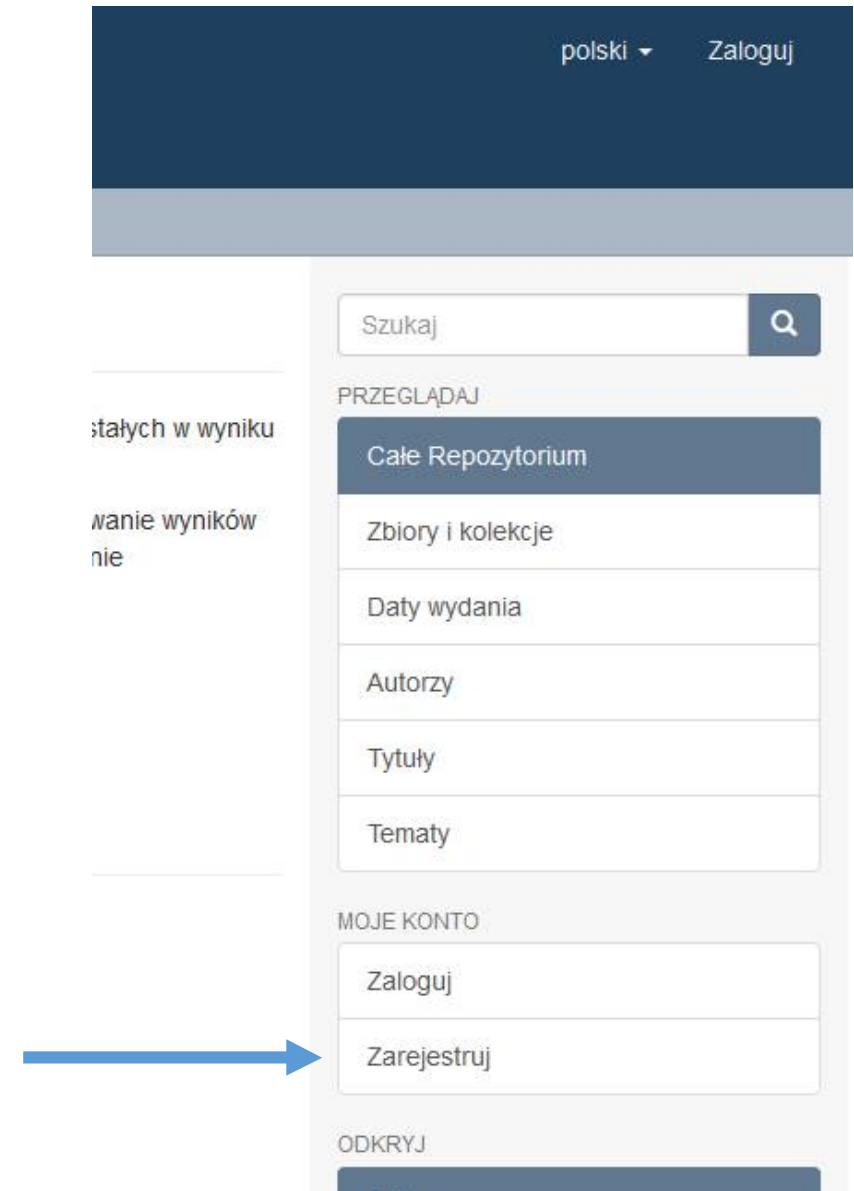 polski Zaloguj
Szukaj
PRZEGLĄDAJ
stałych w wyniku
Całe Repozytorium
wanie wyników
nie
Zbiory i kolekcje
Daty wydania
Autorzy
Tytuły
Tematy
MOJE KONTO
Zaloguj
Zarejestruj
ODKRYJ